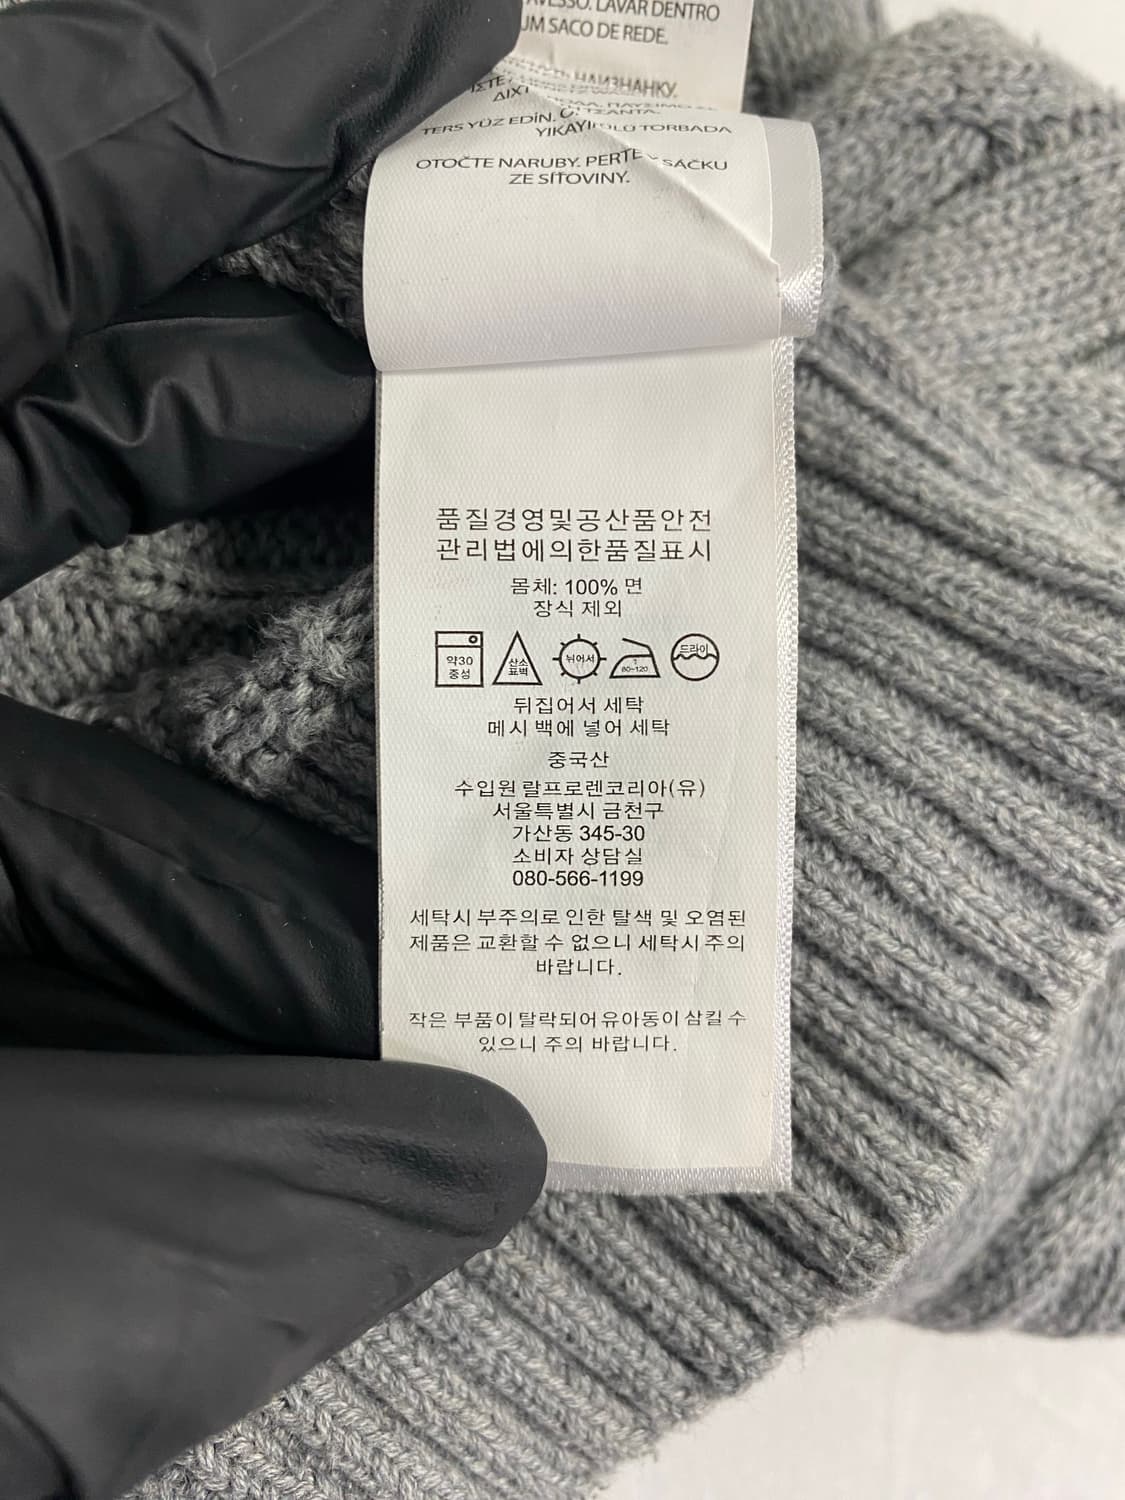 AVESSO. LAVAR DENTRO
UM SACO DE REDE.
НАИЗНАНКУ.
TERS YÜZ EDİN.
TORBADA
OTOČTE NARUBY. SÁČKU
ZE SÍŤOVINY.
품질경영및공산품안전
관리법에의한품질표시
몸체: 100% 면
장식 제외
약30
중성
산소
표백
뉘어서
1
80~120
드라이
뒤집어서 세탁
메시 백에 넣어 세탁
중국산
수입원 랄프로렌코리아(유)
서울특별시 금천구
가산동 345-30
소비자 상담실
080-566-1199
세탁시 부주의로 인한 탈색 및 오염된
제품은 교환할 수 없으니 세탁시 주의
바랍니다.
작은 부품이 탈락되어 유아동이 삼킬 수
있으니 주의 바랍니다.